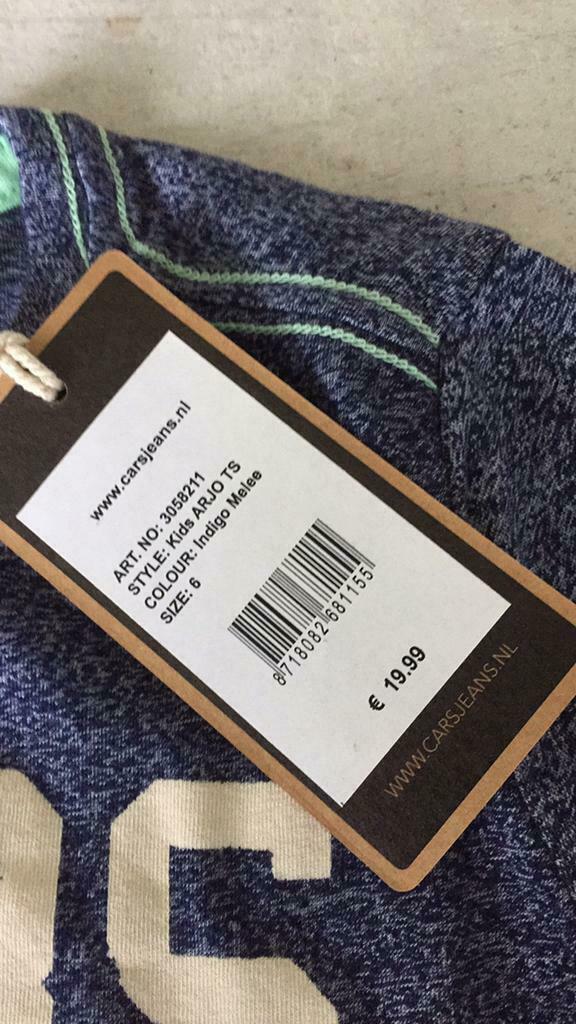 www.carsjeans.nl
ART. NO: 3058211
STYLE: Kids ARJO TS
COLOUR: Indigo Melee
SIZE: 6
8718082681155
€ 19.99
WWW.CARSJEANS.NL